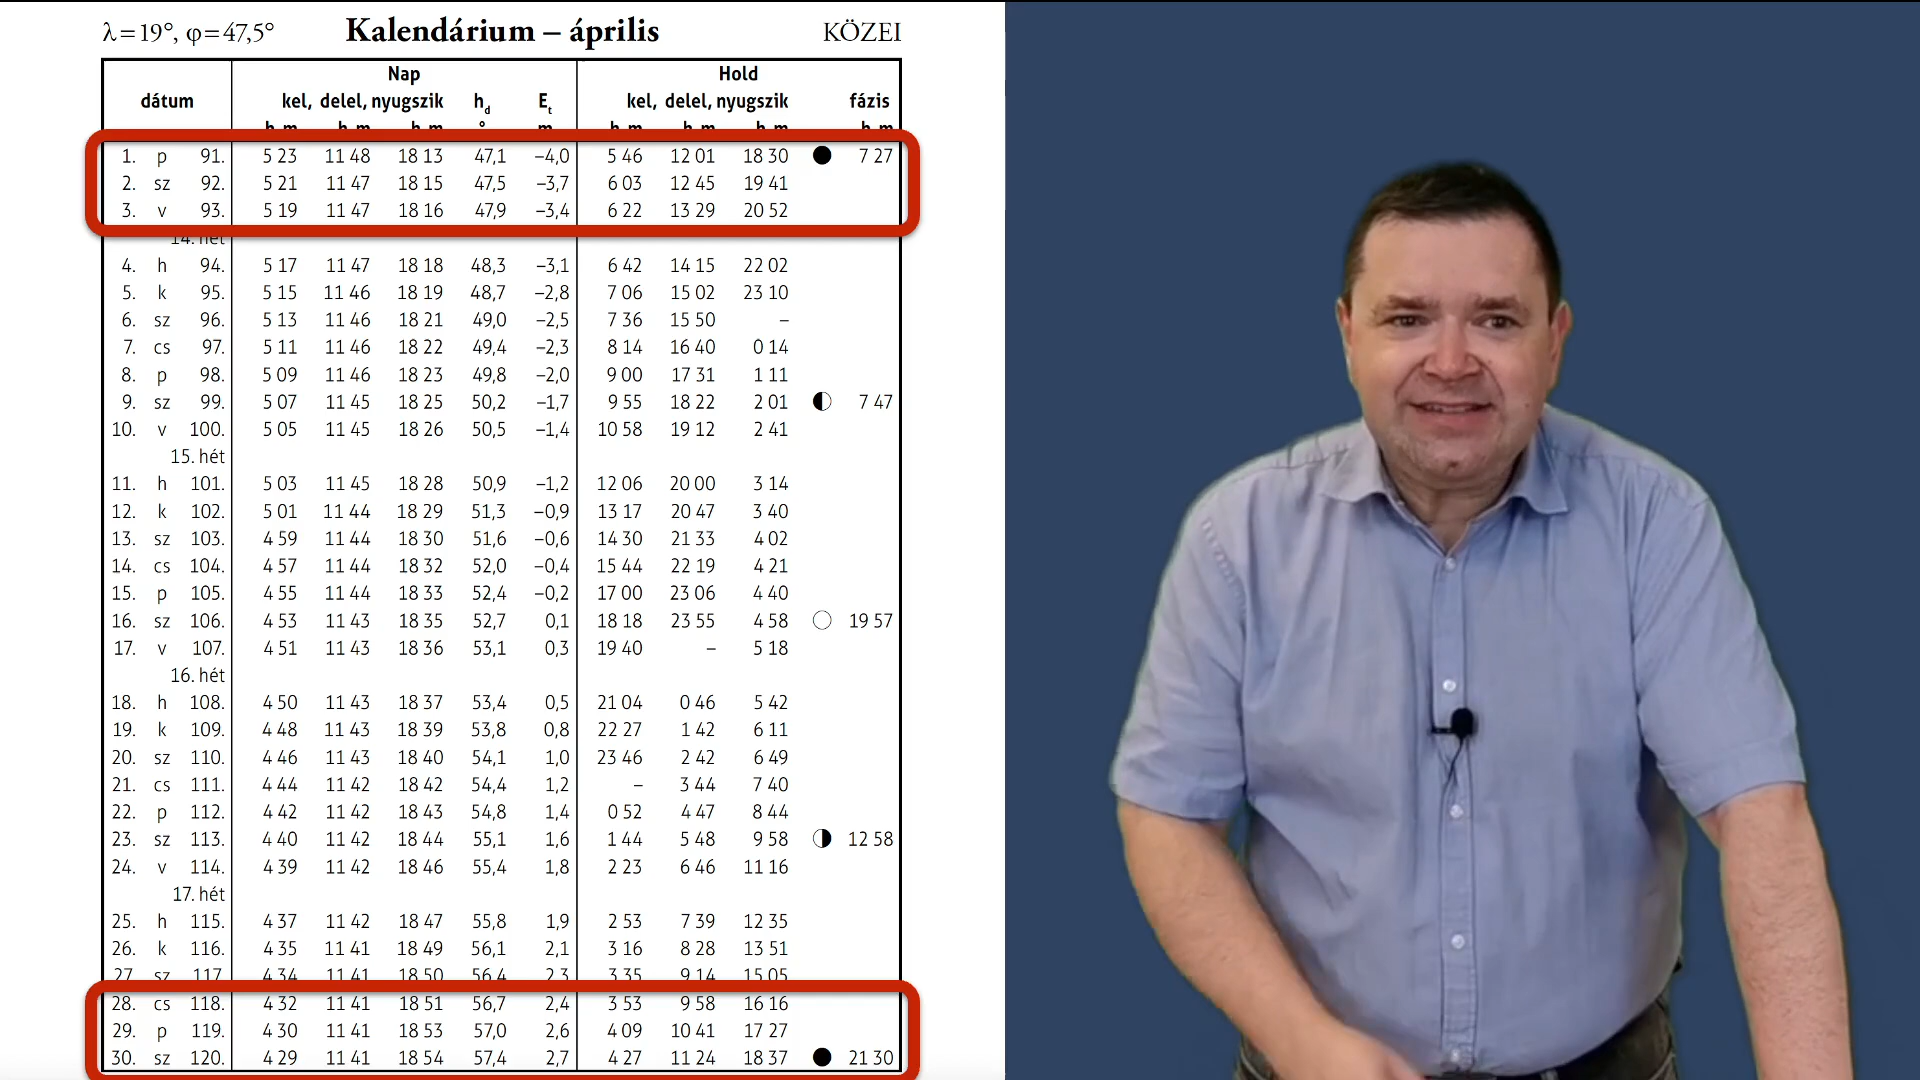 λ=19°, φ=47,5° Kalendárium – április KÖZEI
Nap Hold
dátum kel, delel, nyugszik hd Et kel, delel, nyugszik fázis
h m h m h m ° m h m h m h m h m
1. p 91. 5 23 11 48 18 13 47,1 –4,0 5 46 12 01 18 30 7 27
2. sz 92. 5 21 11 47 18 15 47,5 –3,7 6 03 12 45 19 41
3. v 93. 5 19 11 47 18 16 47,9 –3,4 6 22 13 29 20 52
14. hét
4. h 94. 5 17 11 47 18 18 48,3 –3,1 6 42 14 15 22 02
5. k 95. 5 15 11 46 18 19 48,7 –2,8 7 06 15 02 23 10
6. sz 96. 5 13 11 46 18 21 49,0 –2,5 7 36 15 50 –
7. cs 97. 5 11 11 46 18 22 49,4 –2,3 8 14 16 40 0 14
8. p 98. 5 09 11 46 18 23 49,8 –2,0 9 00 17 31 1 11
9. sz 99. 5 07 11 45 18 25 50,2 –1,7 9 55 18 22 2 01 7 47
10. v 100. 5 05 11 45 18 26 50,5 –1,4 10 58 19 12 2 41
15. hét
11. h 101. 5 03 11 45 18 28 50,9 –1,2 12 06 20 00 3 14
12. k 102. 5 01 11 44 18 29 51,3 –0,9 13 17 20 47 3 40
13. sz 103. 4 59 11 44 18 30 51,6 –0,6 14 30 21 33 4 02
14. cs 104. 4 57 11 44 18 32 52,0 –0,4 15 44 22 19 4 21
15. p 105. 4 55 11 44 18 33 52,4 –0,2 17 00 23 06 4 40
16. sz 106. 4 53 11 43 18 35 52,7 0,1 18 18 23 55 4 58 19 57
17. v 107. 4 51 11 43 18 36 53,1 0,3 19 40 – 5 18
16. hét
18. h 108. 4 50 11 43 18 37 53,4 0,5 21 04 0 46 5 42
19. k 109. 4 48 11 43 18 39 53,8 0,8 22 27 1 42 6 11
20. sz 110. 4 46 11 43 18 40 54,1 1,0 23 46 2 42 6 49
21. cs 111. 4 44 11 42 18 42 54,4 1,2 – 3 44 7 40
22. p 112. 4 42 11 42 18 43 54,8 1,4 0 52 4 47 8 44
23. sz 113. 4 40 11 42 18 44 55,1 1,6 1 44 5 48 9 58 12 58
24. v 114. 4 39 11 42 18 46 55,4 1,8 2 23 6 46 11 16
17. hét
25. h 115. 4 37 11 42 18 47 55,8 1,9 2 53 7 39 12 35
26. k 116. 4 35 11 41 18 49 56,1 2,1 3 16 8 28 13 51
27. sz 117. 4 34 11 41 18 50 56,4 2,3 3 35 9 14 15 05
28. cs 118. 4 32 11 41 18 51 56,7 2,4 3 53 9 58 16 16
29. p 119. 4 30 11 41 18 53 57,0 2,6 4 09 10 41 17 27
30. sz 120. 4 29 11 41 18 54 57,4 2,7 4 27 11 24 18 37 21 30